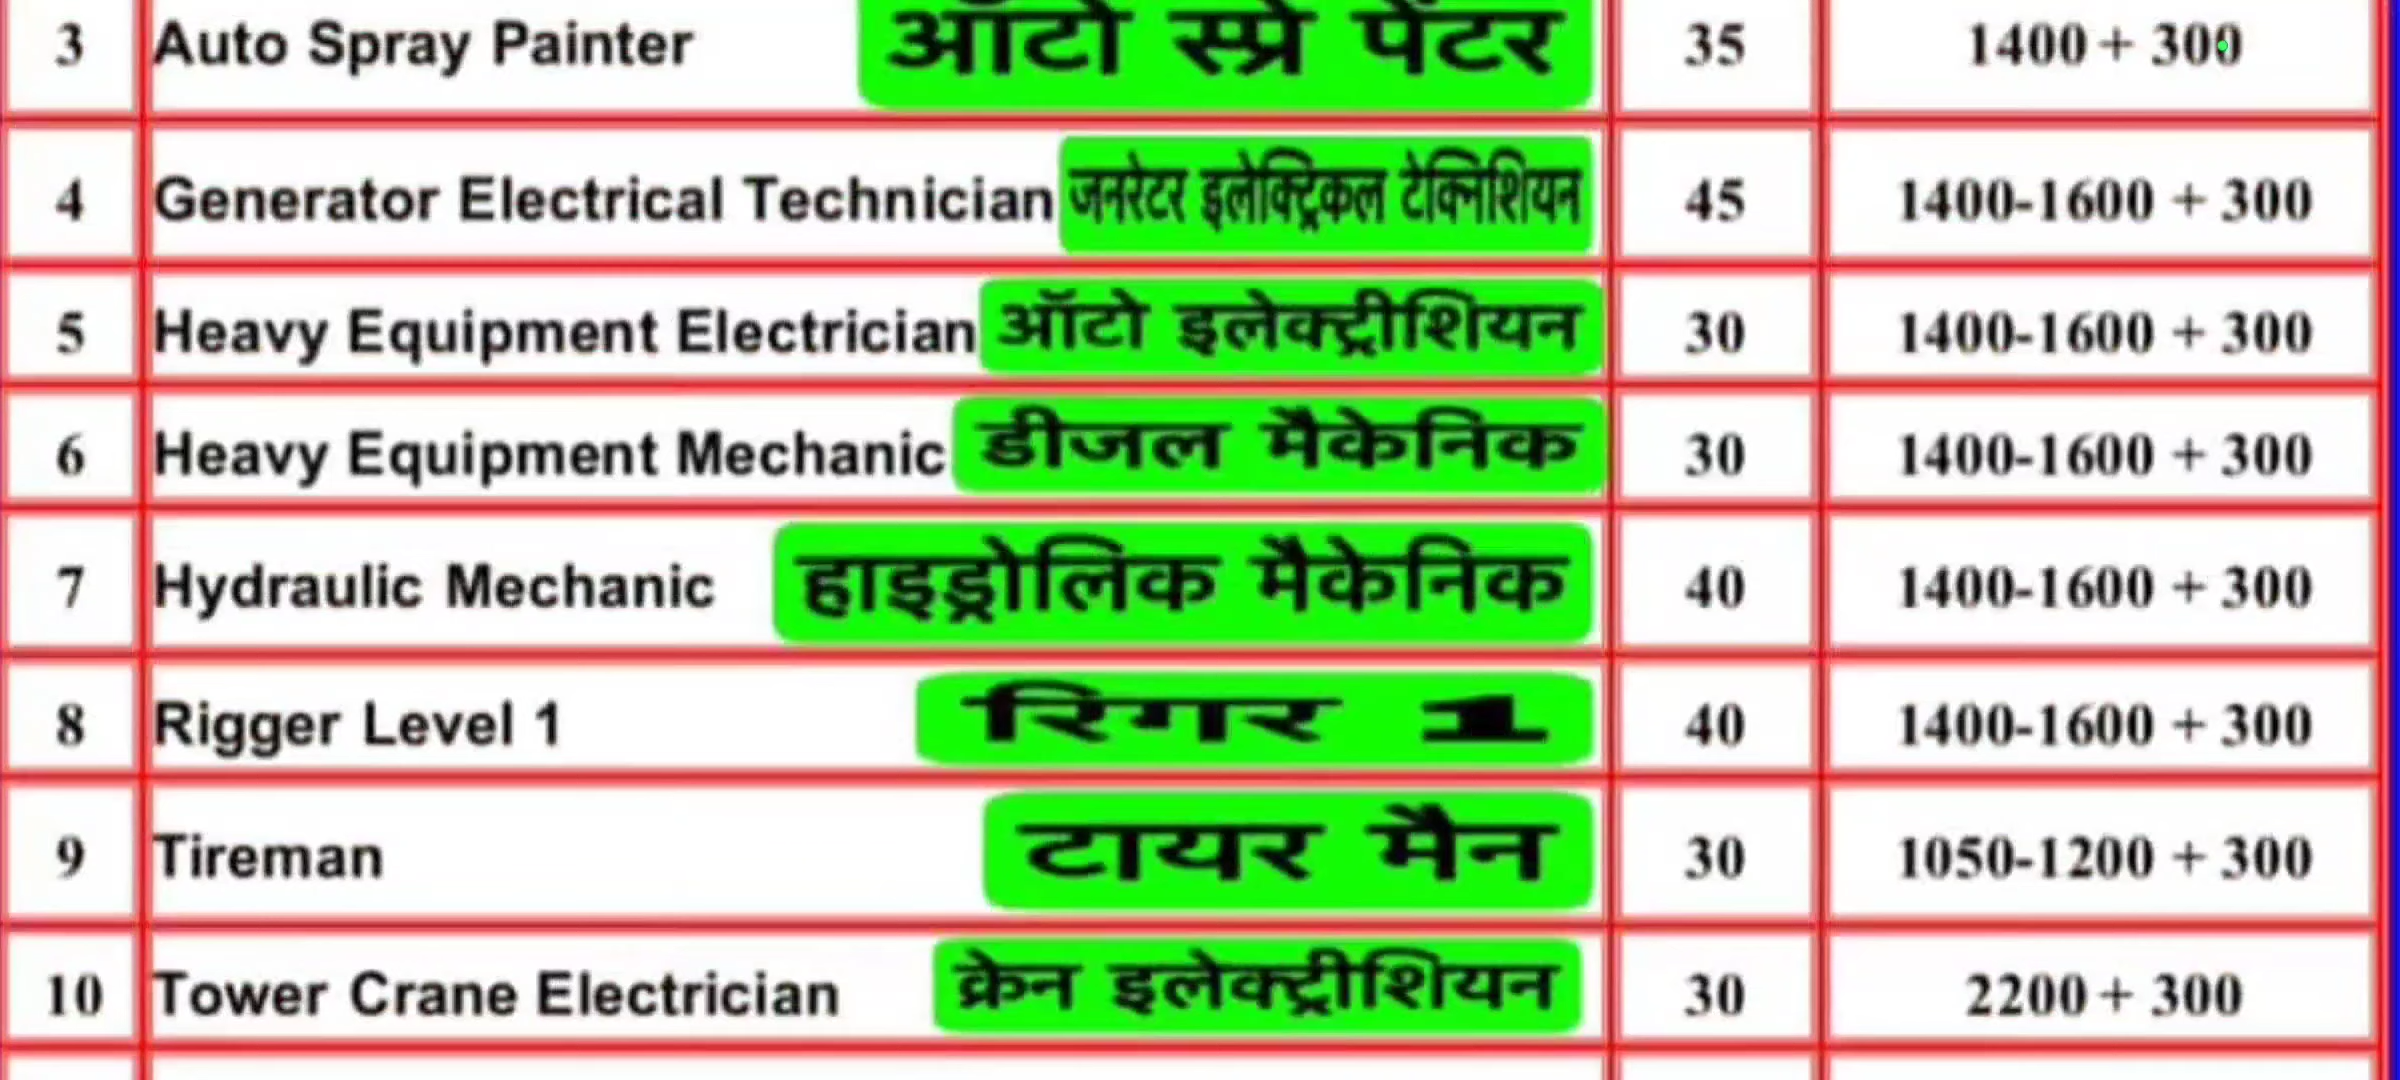 3 Auto Spray Painter ऑटो स्प्रे पेंटर 35 1400 + 300
4 Generator Electrical Technician जनरेटर इलेक्ट्रिकल टेक्निशियन 45 1400-1600 + 300
5 Heavy Equipment Electrician ऑटो इलेक्ट्रीशियन 30 1400-1600 + 300
6 Heavy Equipment Mechanic डीजल मैकेनिक 30 1400-1600 + 300
7 Hydraulic Mechanic हाइड्रोलिक मैकेनिक 40 1400-1600 + 300
8 Rigger Level 1 रिगर 1 40 1400-1600 + 300
9 Tireman टायर मैन 30 1050-1200 + 300
10 Tower Crane Electrician क्रेन इलेक्ट्रीशियन 30 2200 + 300